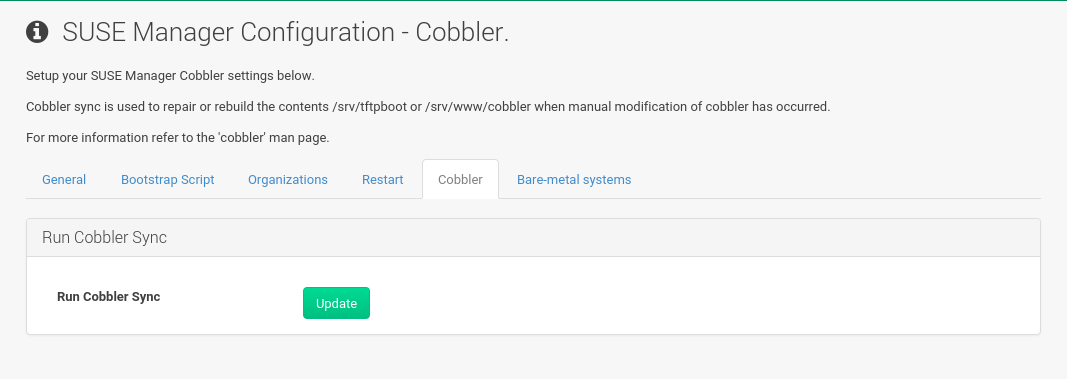 SUSE Manager Configuration - Cobbler.
Setup your SUSE Manager Cobbler settings below.
Cobbler sync is used to repair or rebuild the contents /srv/tftpboot or /srv/www/cobbler when manual modification of cobbler has occurred.
For more information refer to the 'cobbler' man page.
General Bootstrap Script Organizations Restart Cobbler Bare-metal systems
Run Cobbler Sync
Run Cobbler Sync Update